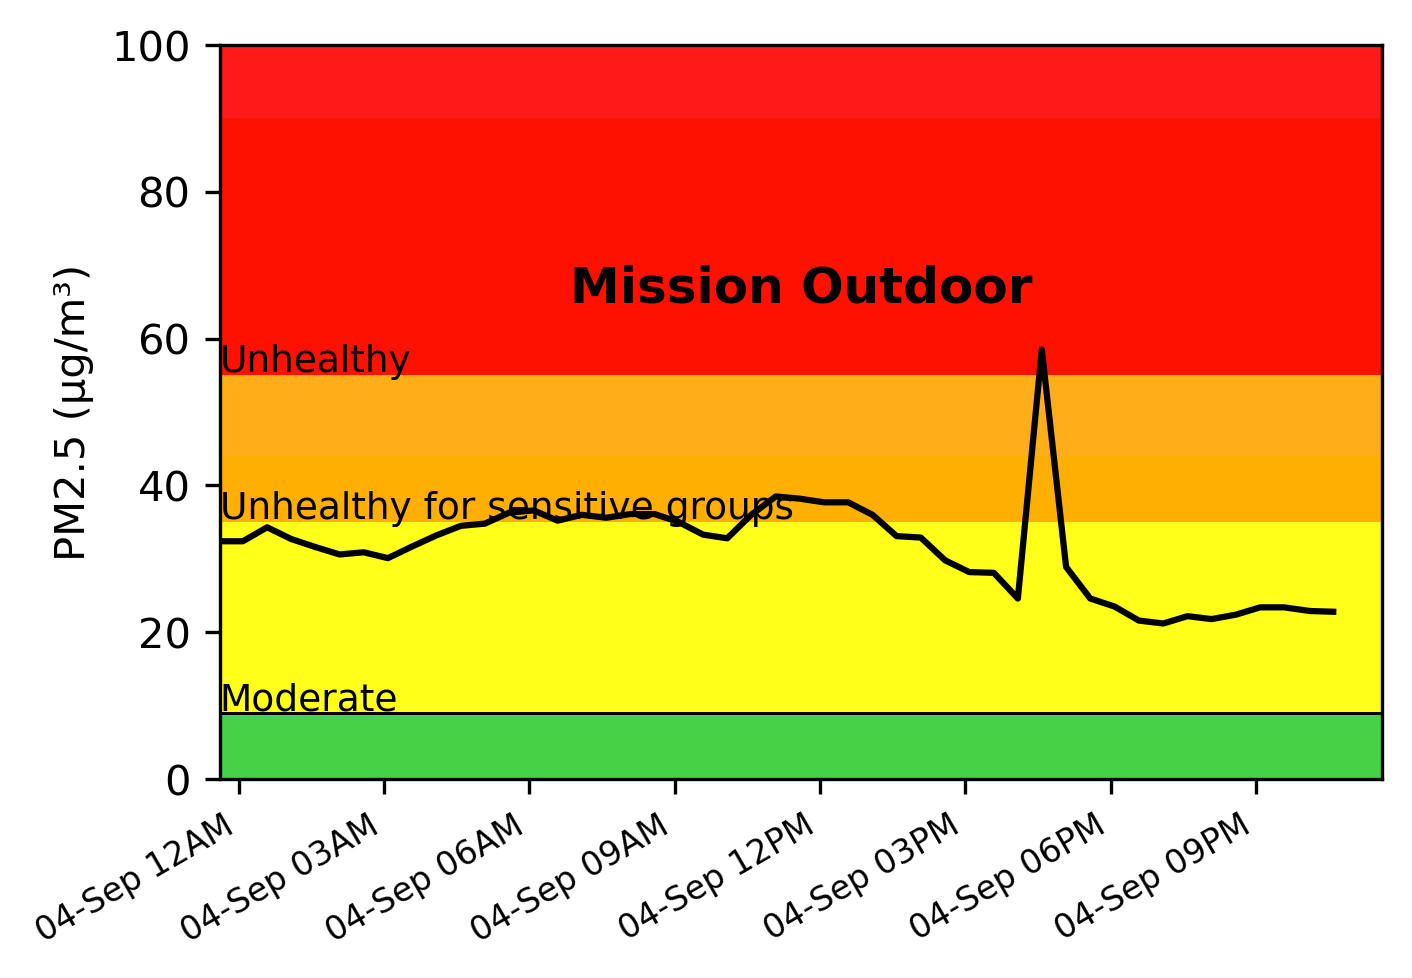 100
80
60
40
20
0
PM2.5 (µg/m³)
Mission Outdoor
Unhealthy
Unhealthy for sensitive groups
Moderate
04-Sep 12AM
04-Sep 03AM
04-Sep 06AM
04-Sep 09AM
04-Sep 12PM
04-Sep 03PM
04-Sep 06PM
04-Sep 09PM